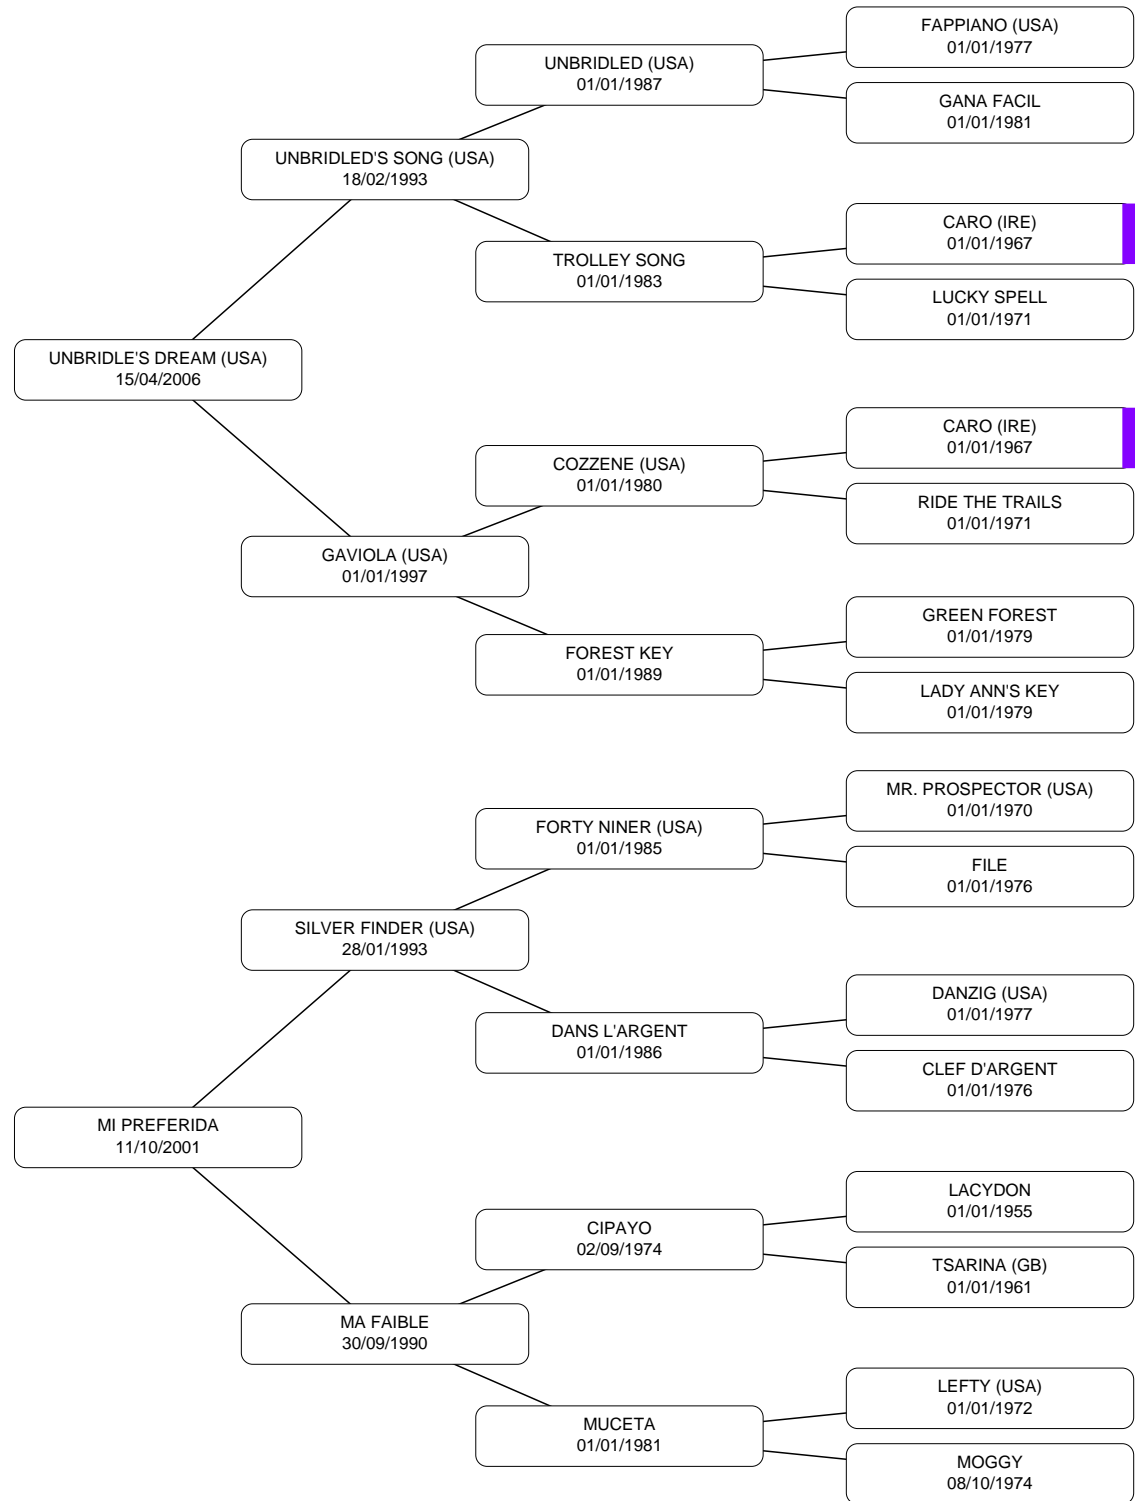 FAPPIANO (USA)
01/01/1977
UNBRIDLED (USA)
01/01/1987
GANA FACIL
01/01/1981
UNBRIDLED'S SONG (USA)
18/02/1993
CARO (IRE)
01/01/1967
TROLLEY SONG
01/01/1983
LUCKY SPELL
01/01/1971
UNBRIDLE'S DREAM (USA)
15/04/2006
CARO (IRE)
01/01/1967
COZZENE (USA)
01/01/1980
RIDE THE TRAILS
01/01/1971
GAVIOLA (USA)
01/01/1997
GREEN FOREST
01/01/1979
FOREST KEY
01/01/1989
LADY ANN'S KEY
01/01/1979
MR. PROSPECTOR (USA)
01/01/1970
FORTY NINER (USA)
01/01/1985
FILE
01/01/1976
SILVER FINDER (USA)
28/01/1993
DANZIG (USA)
01/01/1977
DANS L'ARGENT
01/01/1986
CLEF D'ARGENT
01/01/1976
MI PREFERIDA
11/10/2001
LACYDON
01/01/1955
CIPAYO
02/09/1974
TSARINA (GB)
01/01/1961
MA FAIBLE
30/09/1990
LEFTY (USA)
01/01/1972
MUCETA
01/01/1981
MOGGY
08/10/1974